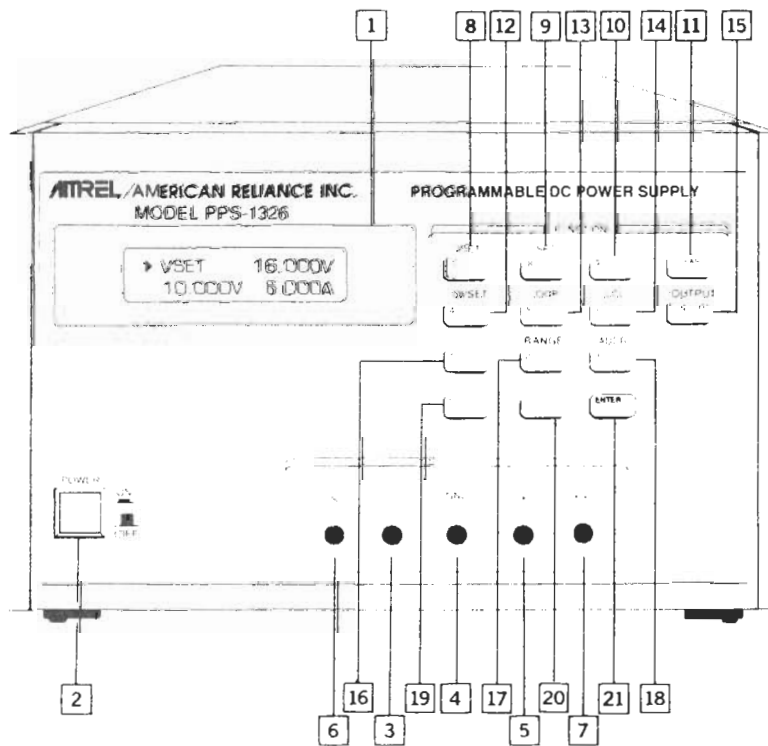 1 8 12 9 13 10 14 11 15
AMREL / AMERICAN RELIANCE INC.
MODEL PPS-1326
PROGRAMMABLE DC POWER SUPPLY
VSET 16.000V
10.000V 6.000A
OUTPUT
RANGE
ENTER
POWER
ON
OFF
2 16 19 4 17 20 21 18
6 3 5 7